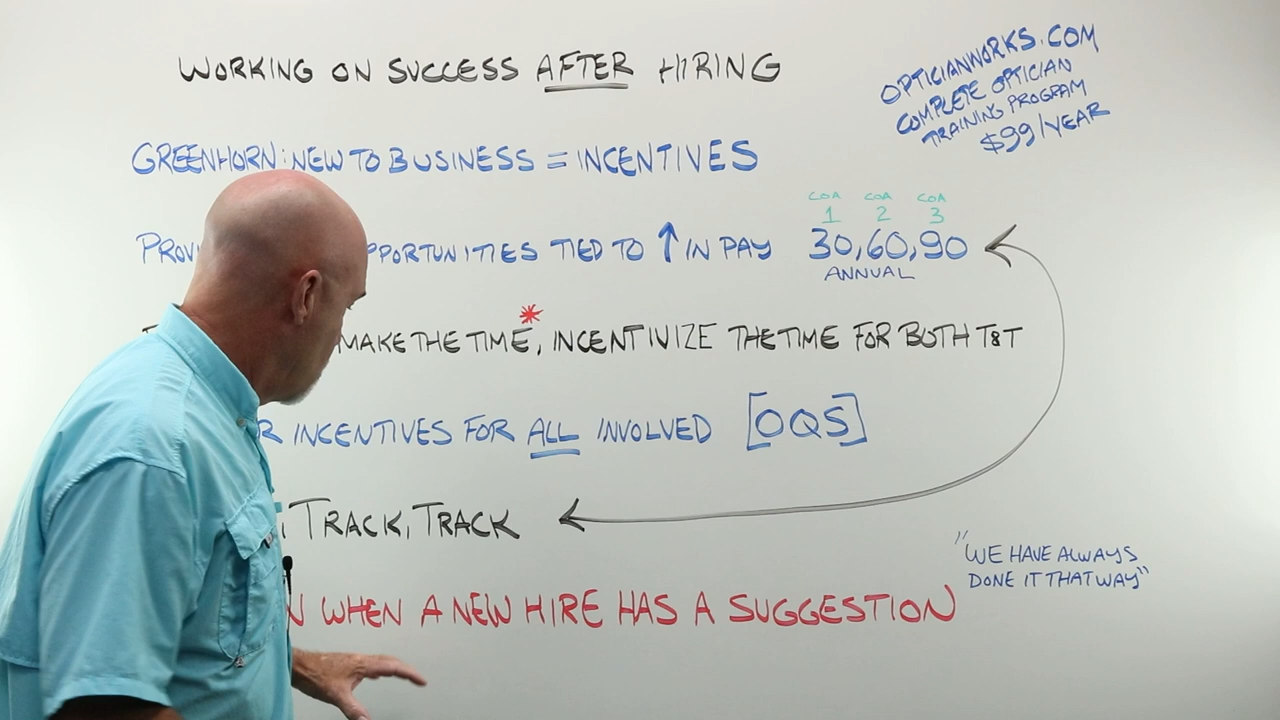 WORKING ON SUCCESS AFTER HIRING
OPTICIANWORKS.COM
COMPLETE OPTICIAN
TRAINING PROGRAM
$99/YEAR
GREENHORN: NEW TO BUSINESS = INCENTIVES
COA COA COA
1 2 3
TIED TO ↑ IN PAY 30,60,90
ANNUAL
MAKE THE TIME*, INCENTIVIZE THE TIME FOR BOTH T&T
INCENTIVES FOR ALL INVOLVED [OQS]
TRACK, TRACK
"WE HAVE ALWAYS
DONE IT THAT WAY"
WHEN A NEW HIRE HAS A SUGGESTION